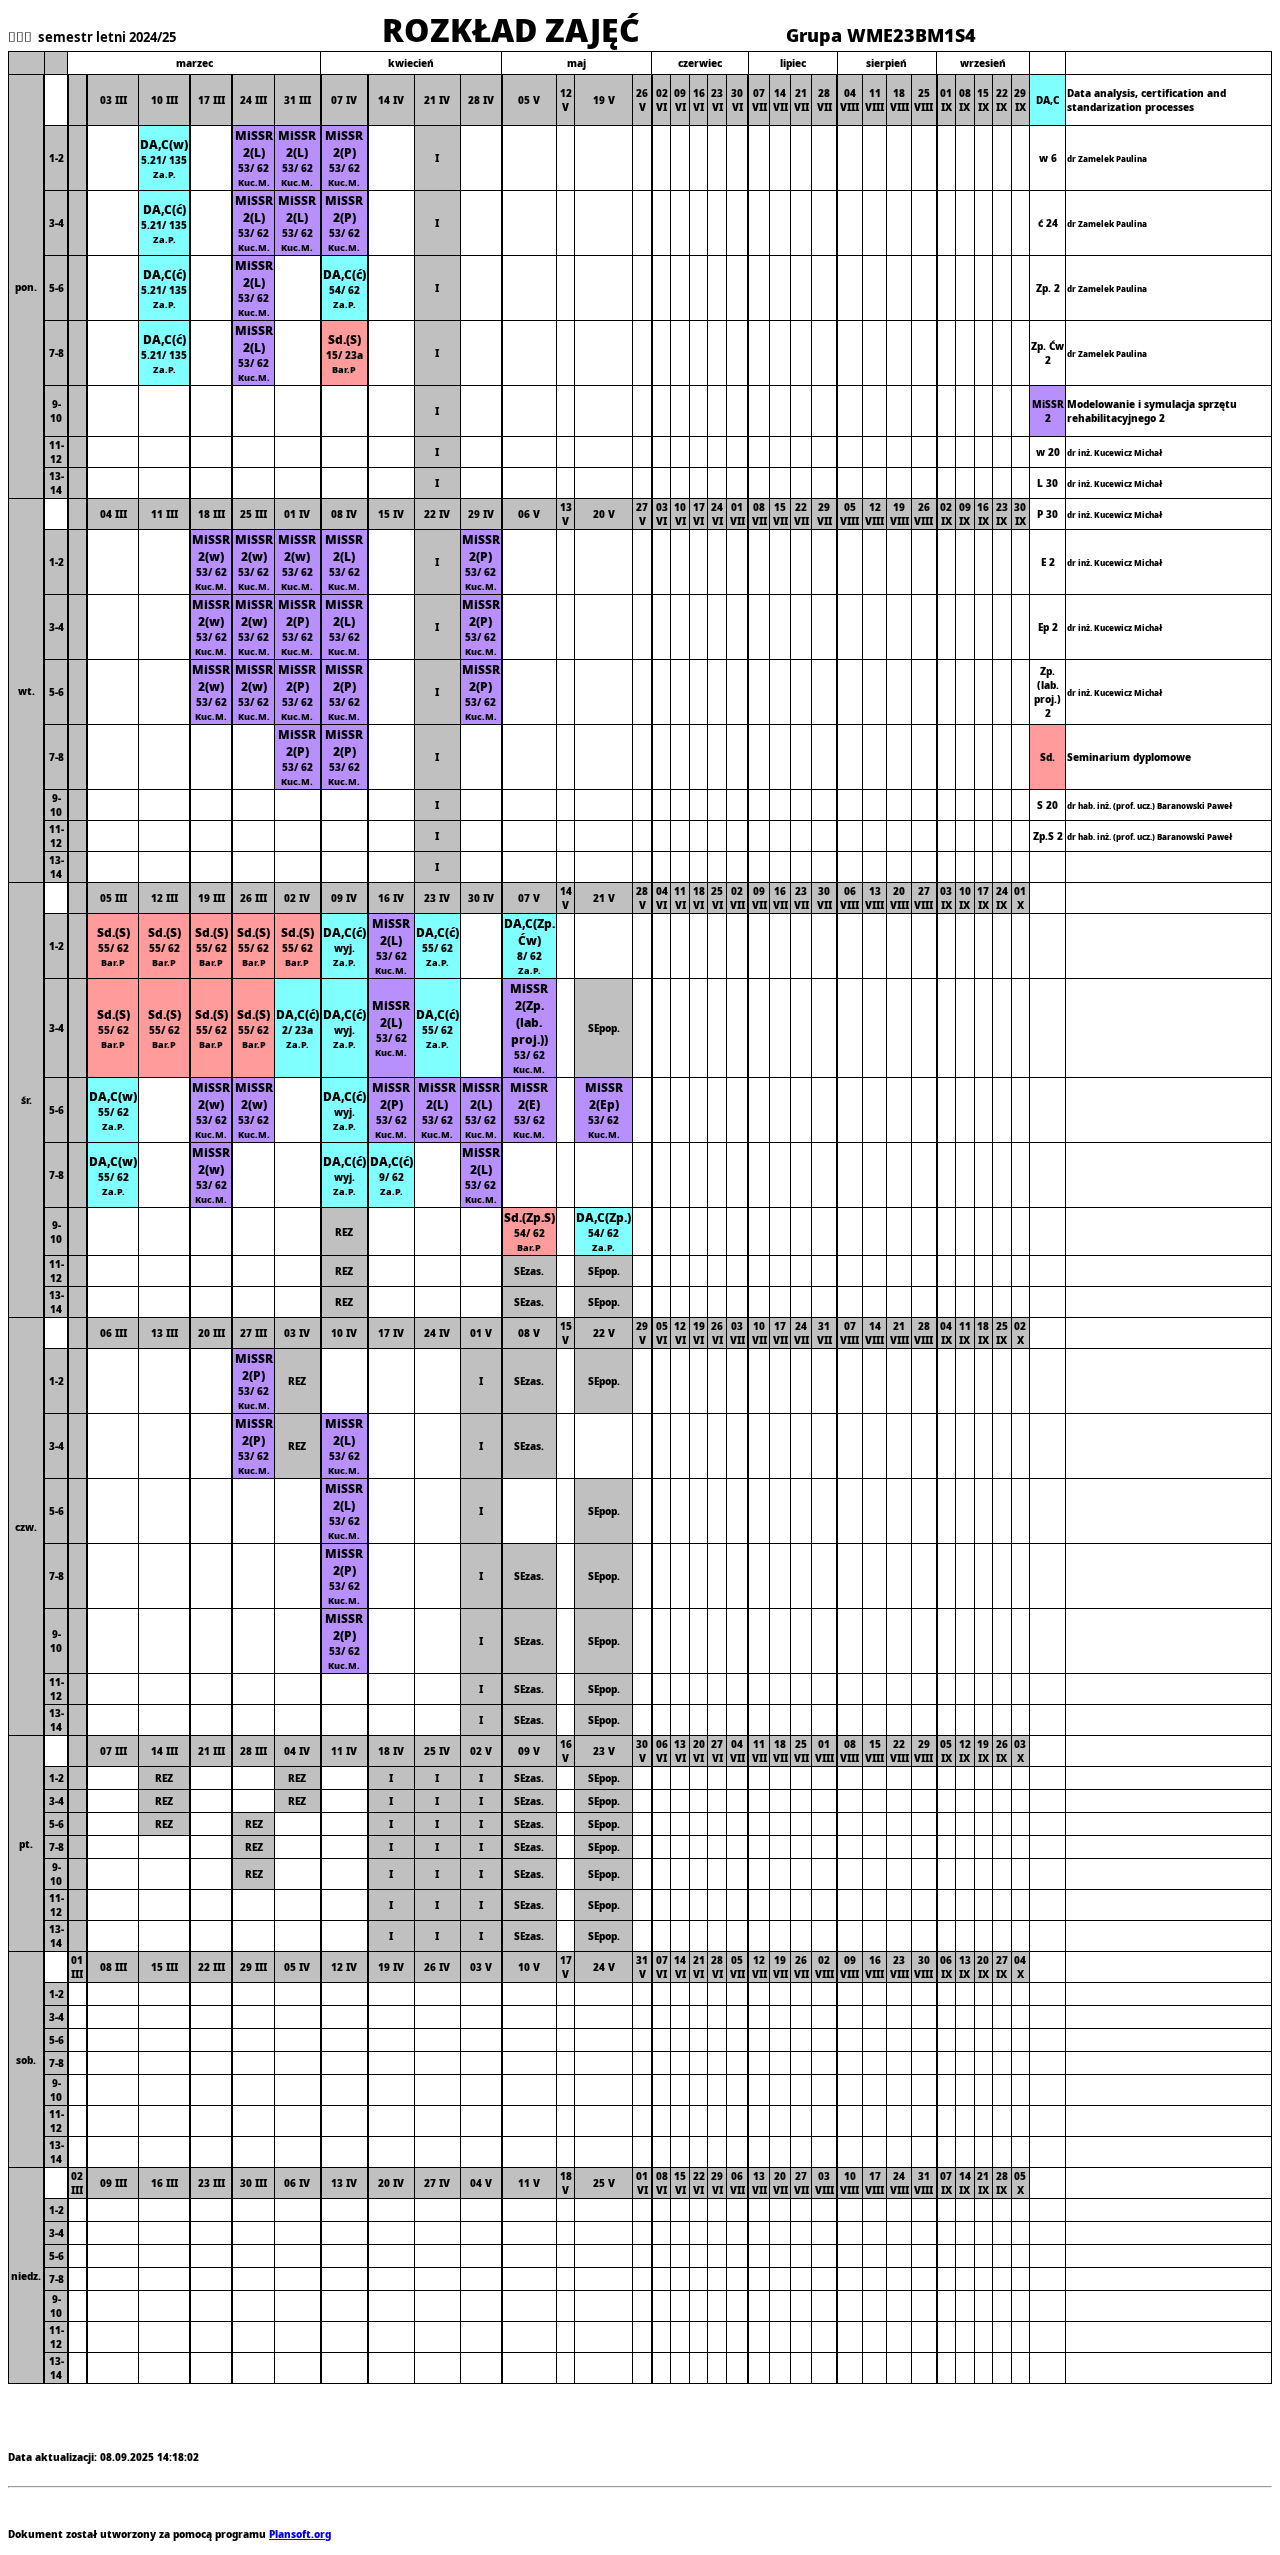 semestr letni 2024/25 ROZKŁAD ZAJĘĆ Grupa WME23BM1S4
marzec kwiecień maj czerwiec lipiec sierpień wrzesień
pon. 03 III 10 III 17 III 24 III 31 III 07 IV 14 IV 21 IV 28 IV 05 V 12 V 19 V 26 V 02 VI 09 VI 16 VI 23 VI 30 VI 07 VII 14 VII 21 VII 28 VII 04 VIII 11 VIII 18 VIII 25 VIII 01 IX 08 IX 15 IX 22 IX 29 IX DA,C Data analysis, certification and standarization processes
1-2 DA,C(w) 5.21/ 135 Za.P. MiSSR 2(L) 53/ 62 Kuc.M. MiSSR 2(L) 53/ 62 Kuc.M. MiSSR 2(P) 53/ 62 Kuc.M. I w 6 dr Zamelek Paulina
3-4 DA,C(ć) 5.21/ 135 Za.P. MiSSR 2(L) 53/ 62 Kuc.M. MiSSR 2(L) 53/ 62 Kuc.M. MiSSR 2(P) 53/ 62 Kuc.M. I ć 24 dr Zamelek Paulina
5-6 DA,C(ć) 5.21/ 135 Za.P. MiSSR 2(L) 53/ 62 Kuc.M. DA,C(ć) 54/ 62 Za.P. I Zp. 2 dr Zamelek Paulina
7-8 DA,C(ć) 5.21/ 135 Za.P. MiSSR 2(L) 53/ 62 Kuc.M. Sd.(S) 15/ 23a Bar.P I Zp. Ćw 2 dr Zamelek Paulina
9-10 I MiSSR 2 Modelowanie i symulacja sprzętu rehabilitacyjnego 2
11-12 I w 20 dr inż. Kucewicz Michał
13-14 I L 30 dr inż. Kucewicz Michał
wt. 04 III 11 III 18 III 25 III 01 IV 08 IV 15 IV 22 IV 29 IV 06 V 13 V 20 V 27 V 03 VI 10 VI 17 VI 24 VI 01 VII 08 VII 15 VII 22 VII 29 VII 05 VIII 12 VIII 19 VIII 26 VIII 02 IX 09 IX 16 IX 23 IX 30 IX P 30 dr inż. Kucewicz Michał
1-2 MiSSR 2(w) 53/ 62 Kuc.M. MiSSR 2(w) 53/ 62 Kuc.M. MiSSR 2(w) 53/ 62 Kuc.M. MiSSR 2(L) 53/ 62 Kuc.M. I MiSSR 2(P) 53/ 62 Kuc.M. E 2 dr inż. Kucewicz Michał
3-4 MiSSR 2(w) 53/ 62 Kuc.M. MiSSR 2(w) 53/ 62 Kuc.M. MiSSR 2(P) 53/ 62 Kuc.M. MiSSR 2(L) 53/ 62 Kuc.M. I MiSSR 2(P) 53/ 62 Kuc.M. Ep 2 dr inż. Kucewicz Michał
5-6 MiSSR 2(w) 53/ 62 Kuc.M. MiSSR 2(w) 53/ 62 Kuc.M. MiSSR 2(P) 53/ 62 Kuc.M. MiSSR 2(P) 53/ 62 Kuc.M. I MiSSR 2(P) 53/ 62 Kuc.M. Zp. (lab. proj.) 2 dr inż. Kucewicz Michał
7-8 MiSSR 2(P) 53/ 62 Kuc.M. MiSSR 2(P) 53/ 62 Kuc.M. I Sd. Seminarium dyplomowe
9-10 I S 20 dr hab. inż. (prof. ucz.) Baranowski Paweł
11-12 I Zp.S 2 dr hab. inż. (prof. ucz.) Baranowski Paweł
13-14 I
śr. 05 III 12 III 19 III 26 III 02 IV 09 IV 16 IV 23 IV 30 IV 07 V 14 V 21 V 28 V 04 VI 11 VI 18 VI 25 VI 02 VII 09 VII 16 VII 23 VII 30 VII 06 VIII 13 VIII 20 VIII 27 VIII 03 IX 10 IX 17 IX 24 IX 01 X
1-2 Sd.(S) 55/ 62 Bar.P Sd.(S) 55/ 62 Bar.P Sd.(S) 55/ 62 Bar.P Sd.(S) 55/ 62 Bar.P Sd.(S) 55/ 62 Bar.P DA,C(ć) wyj. Za.P. MiSSR 2(L) 53/ 62 Kuc.M. DA,C(ć) 55/ 62 Za.P. DA,C(Zp. Ćw) 8/ 62 Za.P.
3-4 Sd.(S) 55/ 62 Bar.P Sd.(S) 55/ 62 Bar.P Sd.(S) 55/ 62 Bar.P Sd.(S) 55/ 62 Bar.P DA,C(ć) 2/ 23a Za.P. DA,C(ć) wyj. Za.P. MiSSR 2(L) 53/ 62 Kuc.M. DA,C(ć) 55/ 62 Za.P. MiSSR 2(Zp. (lab. proj.)) 53/ 62 Kuc.M. SEpop.
5-6 DA,C(w) 55/ 62 Za.P. MiSSR 2(w) 53/ 62 Kuc.M. MiSSR 2(w) 53/ 62 Kuc.M. DA,C(ć) wyj. Za.P. MiSSR 2(P) 53/ 62 Kuc.M. MiSSR 2(L) 53/ 62 Kuc.M. MiSSR 2(L) 53/ 62 Kuc.M. MiSSR 2(E) 53/ 62 Kuc.M. MiSSR 2(Ep) 53/ 62 Kuc.M.
7-8 DA,C(w) 55/ 62 Za.P. MiSSR 2(w) 53/ 62 Kuc.M. DA,C(ć) wyj. Za.P. DA,C(ć) 9/ 62 Za.P. MiSSR 2(L) 53/ 62 Kuc.M.
9-10 REZ Sd.(Zp.S) 54/ 62 Bar.P DA,C(Zp.) 54/ 62 Za.P.
11-12 REZ SEzas. SEpop.
13-14 REZ SEzas. SEpop.
czw. 06 III 13 III 20 III 27 III 03 IV 10 IV 17 IV 24 IV 01 V 08 V 15 V 22 V 29 V 05 VI 12 VI 19 VI 26 VI 03 VII 10 VII 17 VII 24 VII 31 VII 07 VIII 14 VIII 21 VIII 28 VIII 04 IX 11 IX 18 IX 25 IX 02 X
1-2 MiSSR 2(P) 53/ 62 Kuc.M. REZ I SEzas. SEpop.
3-4 MiSSR 2(P) 53/ 62 Kuc.M. REZ MiSSR 2(L) 53/ 62 Kuc.M. I SEzas.
5-6 MiSSR 2(L) 53/ 62 Kuc.M. I SEpop.
7-8 MiSSR 2(P) 53/ 62 Kuc.M. I SEzas. SEpop.
9-10 MiSSR 2(P) 53/ 62 Kuc.M. I SEzas. SEpop.
11-12 I SEzas. SEpop.
13-14 I SEzas. SEpop.
pt. 07 III 14 III 21 III 28 III 04 IV 11 IV 18 IV 25 IV 02 V 09 V 16 V 23 V 30 V 06 VI 13 VI 20 VI 27 VI 04 VII 11 VII 18 VII 25 VII 01 VIII 08 VIII 15 VIII 22 VIII 29 VIII 05 IX 12 IX 19 IX 26 IX 03 X
1-2 REZ REZ I I I SEzas. SEpop.
3-4 REZ REZ I I I SEzas. SEpop.
5-6 REZ REZ I I I SEzas. SEpop.
7-8 REZ I I I SEzas. SEpop.
9-10 REZ I I I SEzas. SEpop.
11-12 I I I SEzas. SEpop.
13-14 I I I SEzas. SEpop.
sob. 01 III 08 III 15 III 22 III 29 III 05 IV 12 IV 19 IV 26 IV 03 V 10 V 17 V 24 V 31 V 07 VI 14 VI 21 VI 28 VI 05 VII 12 VII 19 VII 26 VII 02 VIII 09 VIII 16 VIII 23 VIII 30 VIII 06 IX 13 IX 20 IX 27 IX 04 X
1-2
3-4
5-6
7-8
9-10
11-12
13-14
niedz. 02 III 09 III 16 III 23 III 30 III 06 IV 13 IV 20 IV 27 IV 04 V 11 V 18 V 25 V 01 VI 08 VI 15 VI 22 VI 29 VI 06 VII 13 VII 20 VII 27 VII 03 VIII 10 VIII 17 VIII 24 VIII 31 VIII 07 IX 14 IX 21 IX 28 IX 05 X
1-2
3-4
5-6
7-8
9-10
11-12
13-14
Data aktualizacji: 08.09.2025 14:18:02
Dokument został utworzony za pomocą programu Plansoft.org